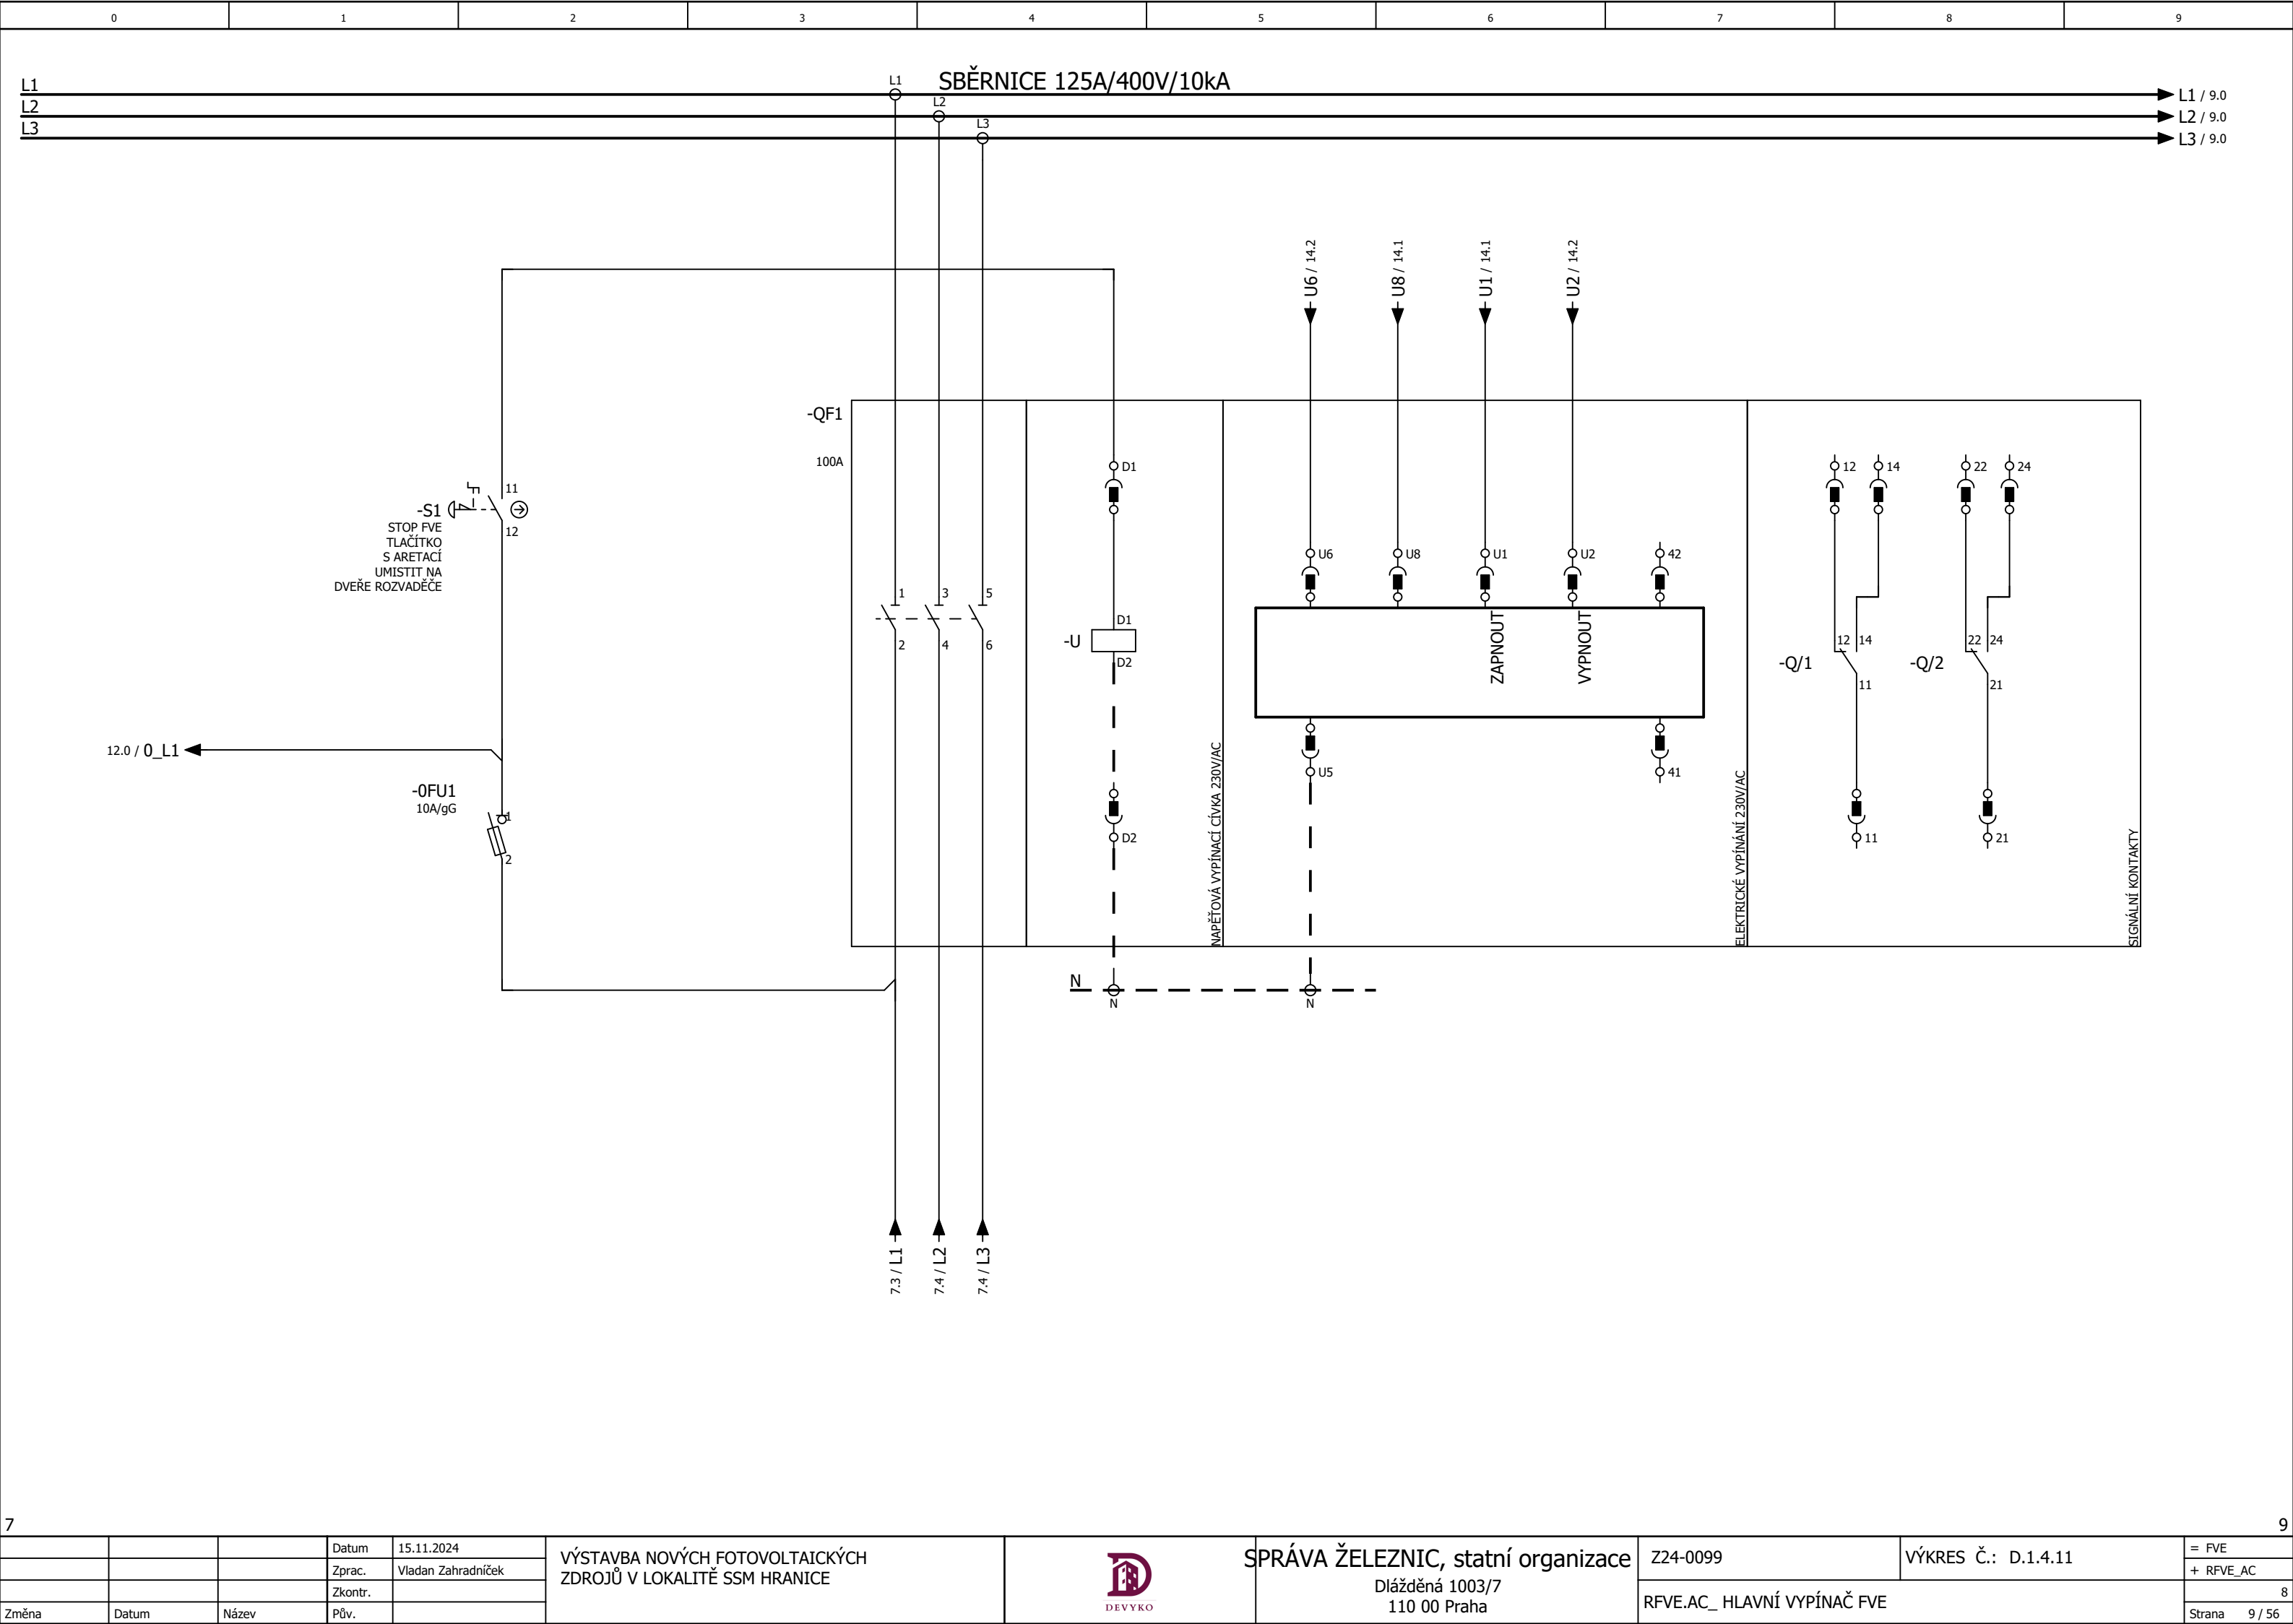 0 1 2 3 4 5 6 7 8 9
SBĚRNICE 125A/400V/10kA
L1 L1 L1 / 9.0
L2 L2 L2 / 9.0
L3 L3 L3 / 9.0
U6 / 14.2
U8 / 14.1
U1 / 14.1
U2 / 14.2
-QF1
100A
D1
12 14 22 24
-S1
11
12
STOP FVE
TLAČÍTKO
S ARETACÍ
UMISTIT NA
DVEŘE ROZVADĚČE
U6 U8 U1 U2 42
1 3 5
2 4 6
-U
D1
D2
ZAPNOUT
VYPNOUT
-Q/1
12 14
11
-Q/2
22 24
21
12.0 / 0_L1
-0FU1
10A/gG
1
2
U5 41
D2
11 21
NAPĚŤOVÁ VYPÍNACÍ CÍVKA 230V/AC
ELEKTRICKÉ VYPÍNÁNÍ 230V/AC
SIGNÁLNÍ KONTAKTY
N
N N
7.3 / L1
7.4 / L2
7.4 / L3
7 9
Datum 15.11.2024
Zprac. Vladan Zahradníček
Zkontr.
Změna Datum Název Pův.
VÝSTAVBA NOVÝCH FOTOVOLTAICKÝCH
ZDROJŮ V LOKALITĚ SSM HRANICE
DEVYKO
SPRÁVA ŽELEZNIC, statní organizace
Dlážděná 1003/7
110 00 Praha
Z24-0099
VÝKRES Č.: D.1.4.11
RFVE.AC_ HLAVNÍ VYPÍNAČ FVE
= FVE
+ RFVE_AC
8
Strana 9 / 56